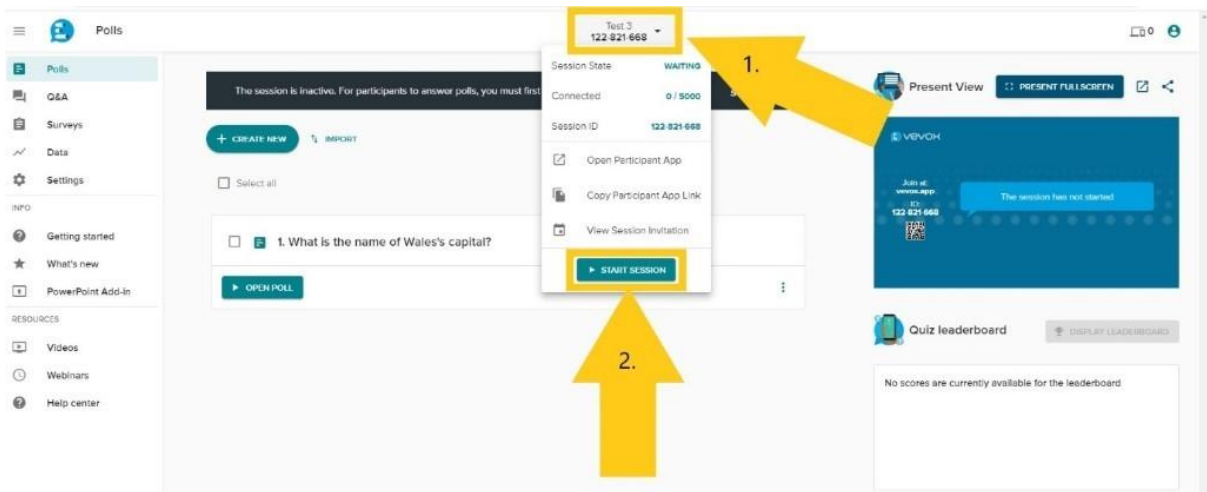 Polls
Test 3
122-821-668
0
1.
Polls
Q&A
Surveys
Data
Settings
INFO
Getting started
What's new
PowerPoint Add-in
RESOURCES
Videos
Webinars
Help center
The session is inactive. For participants to answer polls, you must first
+ CREATE NEW
IMPORT
Select all
1. What is the name of Wales's capital?
OPEN POLL
Session State WAITING
Connected 0 / 5000
Session ID 122-821-668
Open Participant App
Copy Participant App Link
View Session Invitation
START SESSION
2.
Present View
PRESENT FULLSCREEN
VEVOX
Join at:
vevox.app
ID:
122-821-668
The session has not started
Quiz leaderboard
DISPLAY LEADERBOARD
No scores are currently available for the leaderboard